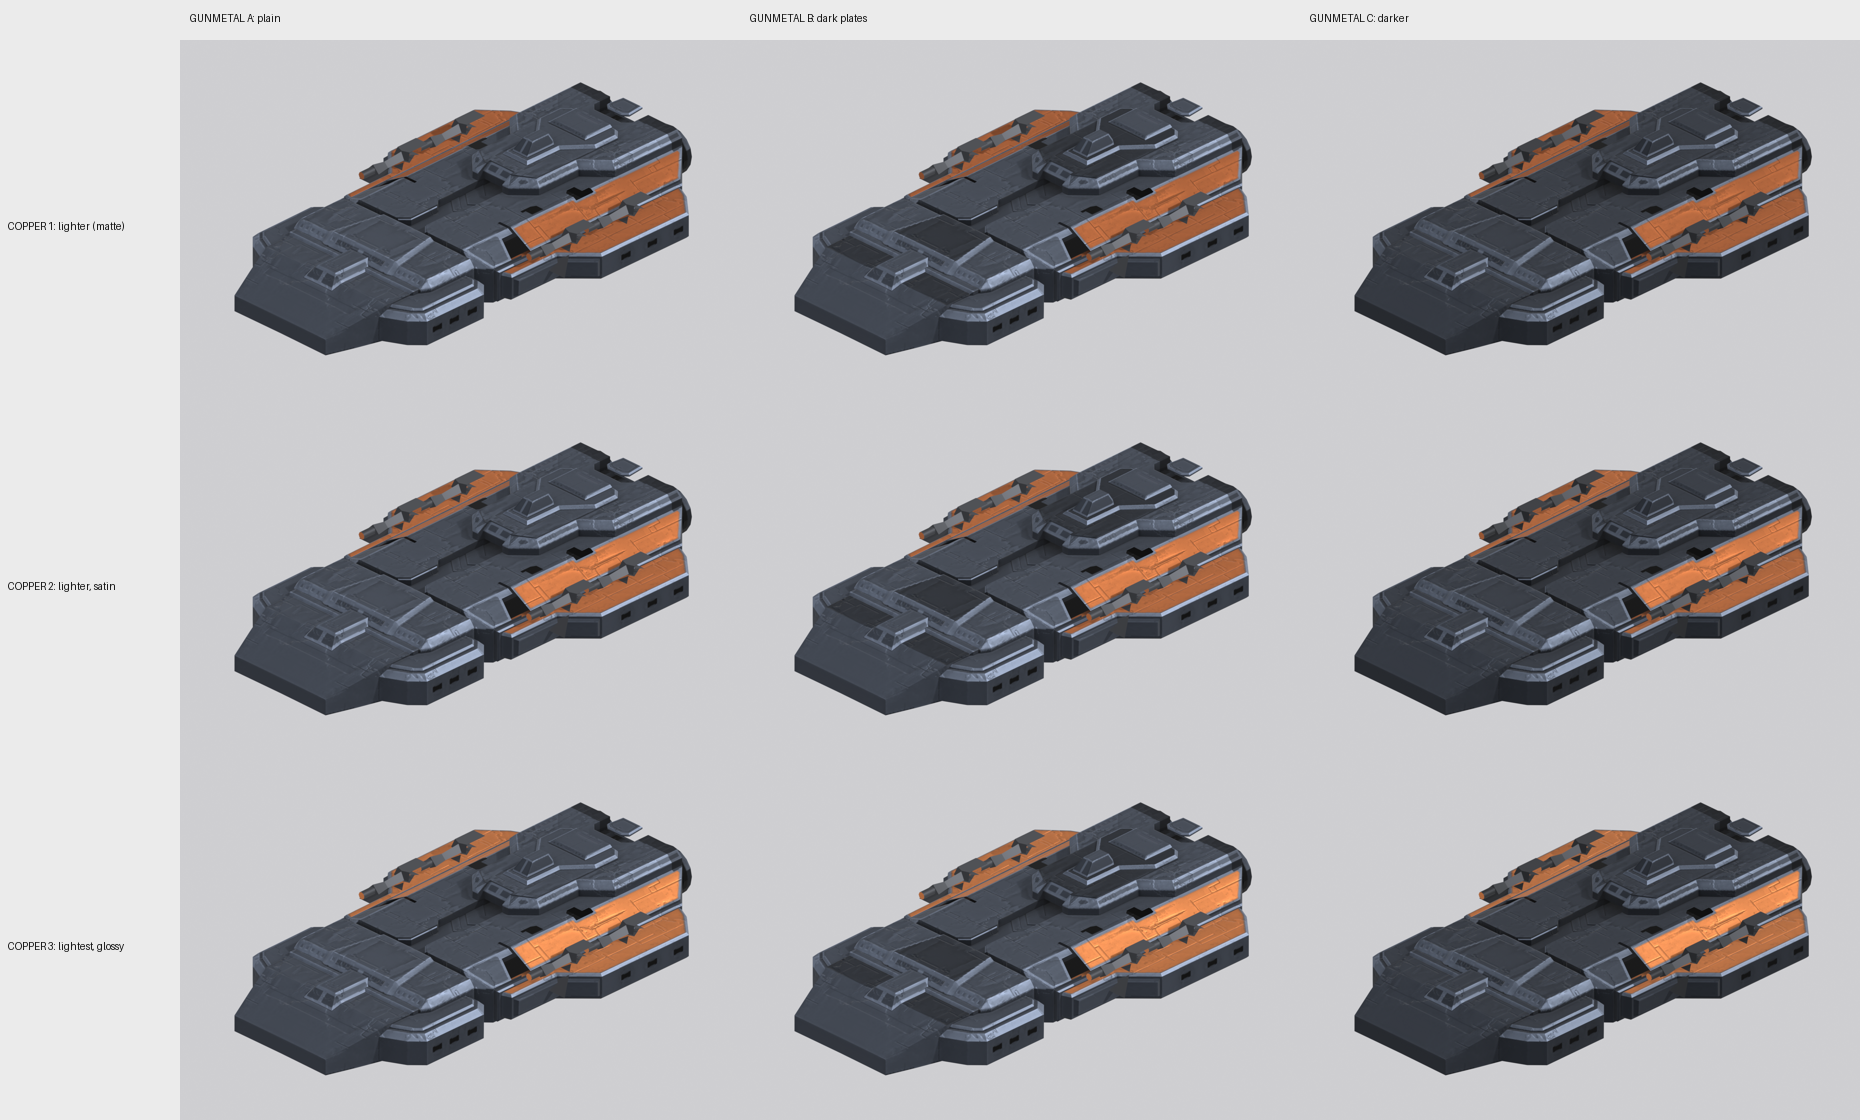 GUNMETAL A: plain
GUNMETAL B: dark plates
GUNMETAL C: darker
COPPER 1: lighter (matte)
COPPER 2: lighter, satin
COPPER 3: lightest, glossy